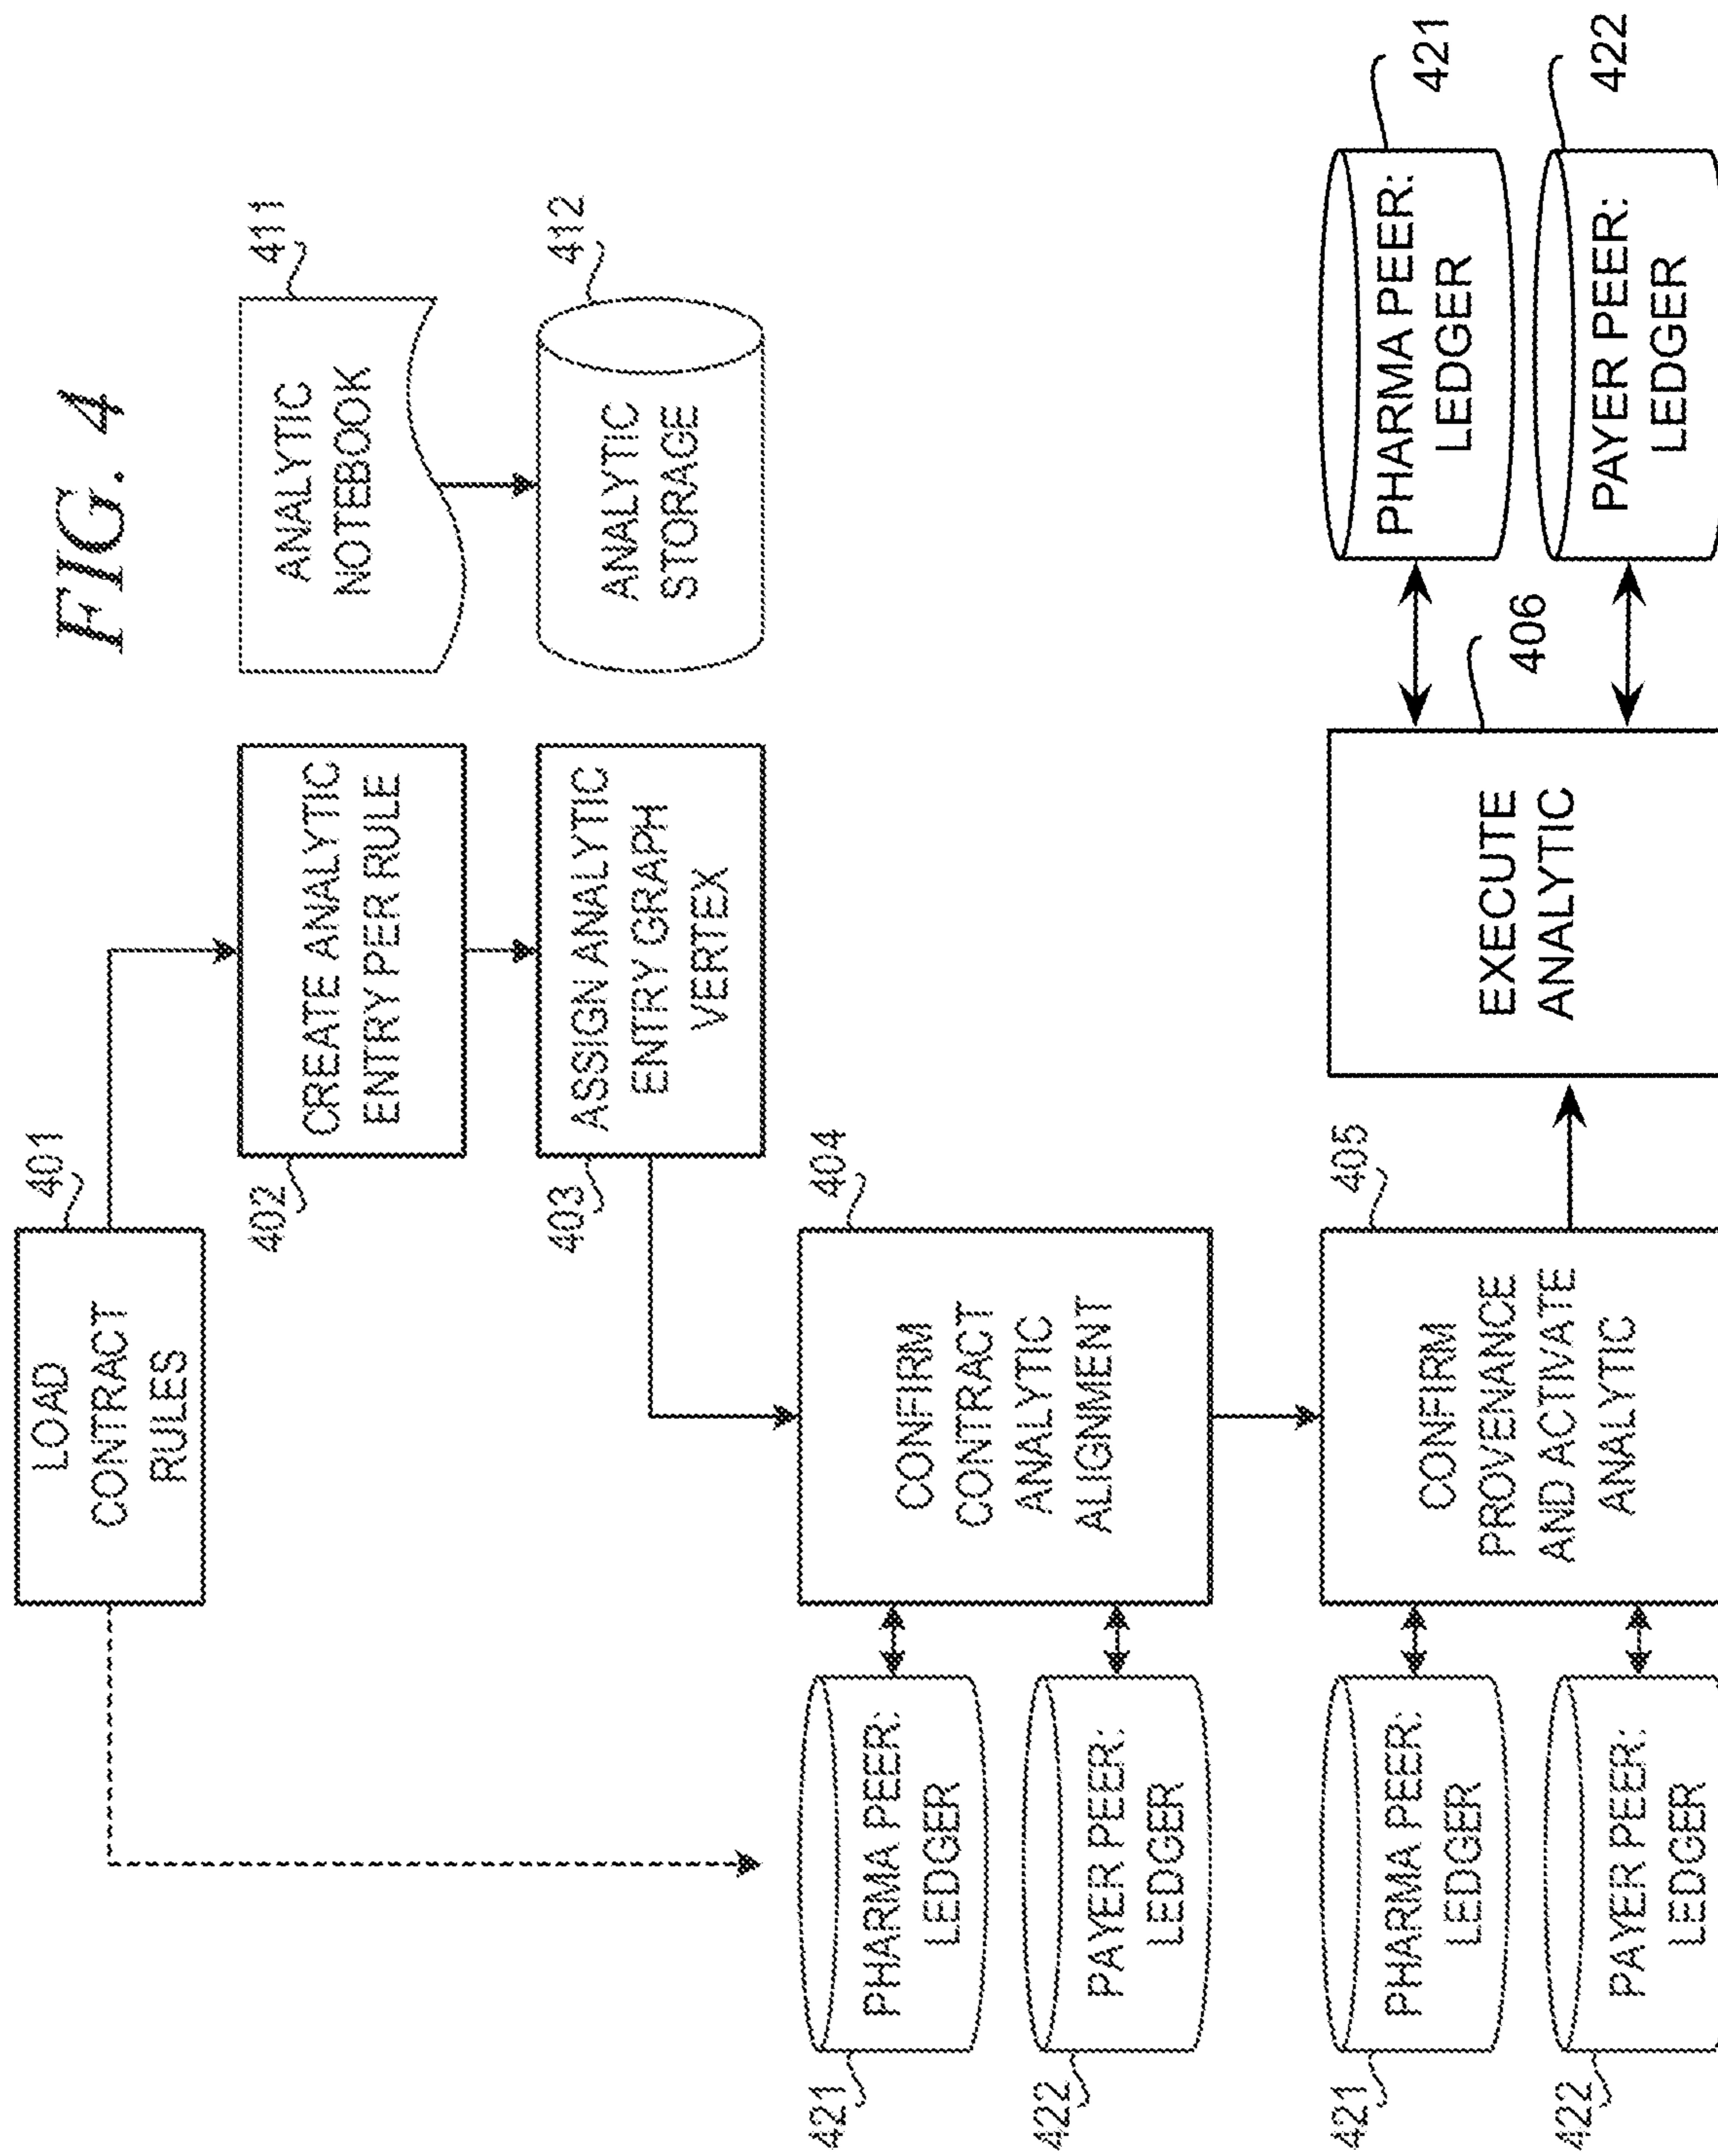 FIG. 4
401
LOAD
CONTRACT
RULES
402
CREATE ANALYTIC
ENTRY PER RULE
411
ANALYTIC
NOTEBOOK
403
ASSIGN ANALYTIC
ENTRY GRAPH
VERTEX
412
ANALYTIC
STORAGE
404
CONFIRM
CONTRACT
ANALYTIC
ALIGNMENT
421
PHARMA PEER:
LEDGER
422
PAYER PEER:
LEDGER
405
CONFIRM
PROVENANCE
AND ACTIVATE
ANALYTIC
421
PHARMA PEER:
LEDGER
422
PAYER PEER:
LEDGER
406
EXECUTE
ANALYTIC
PHARMA PEER:
LEDGER
421
PAYER PEER:
LEDGER
422